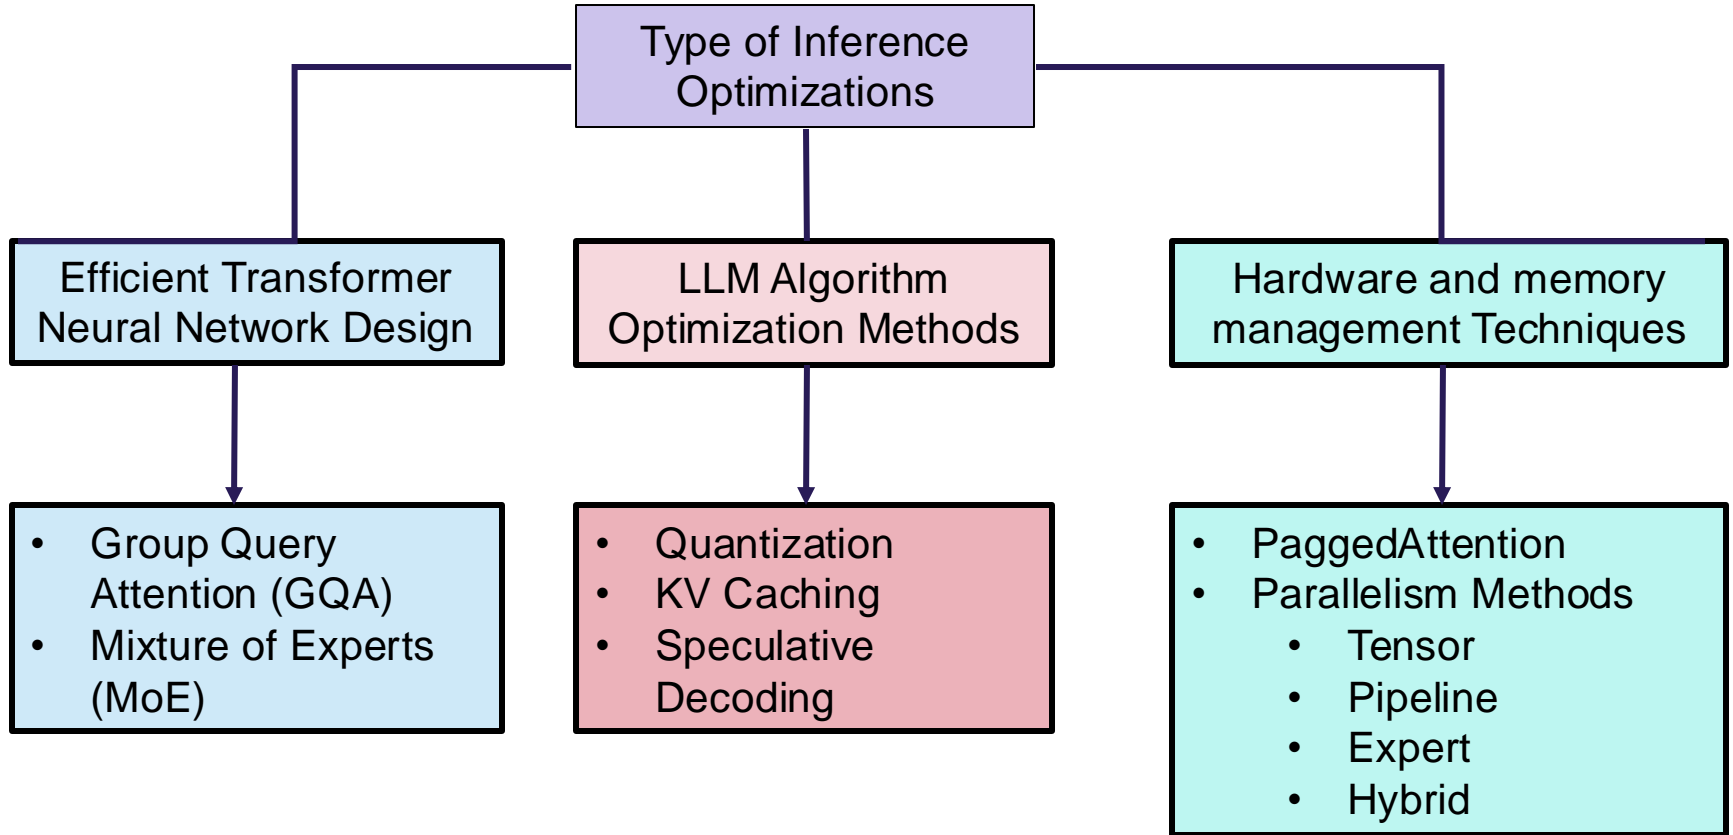 Type of Inference
Optimizations
Efficient Transformer
Neural Network Design
LLM Algorithm
Optimization Methods
Hardware and memory
management Techniques
• Group Query
Attention (GQA)
• Mixture of Experts
(MoE)
• Quantization
• KV Caching
• Speculative
Decoding
• PaggedAttention
• Parallelism Methods
• Tensor
• Pipeline
• Expert
• Hybrid